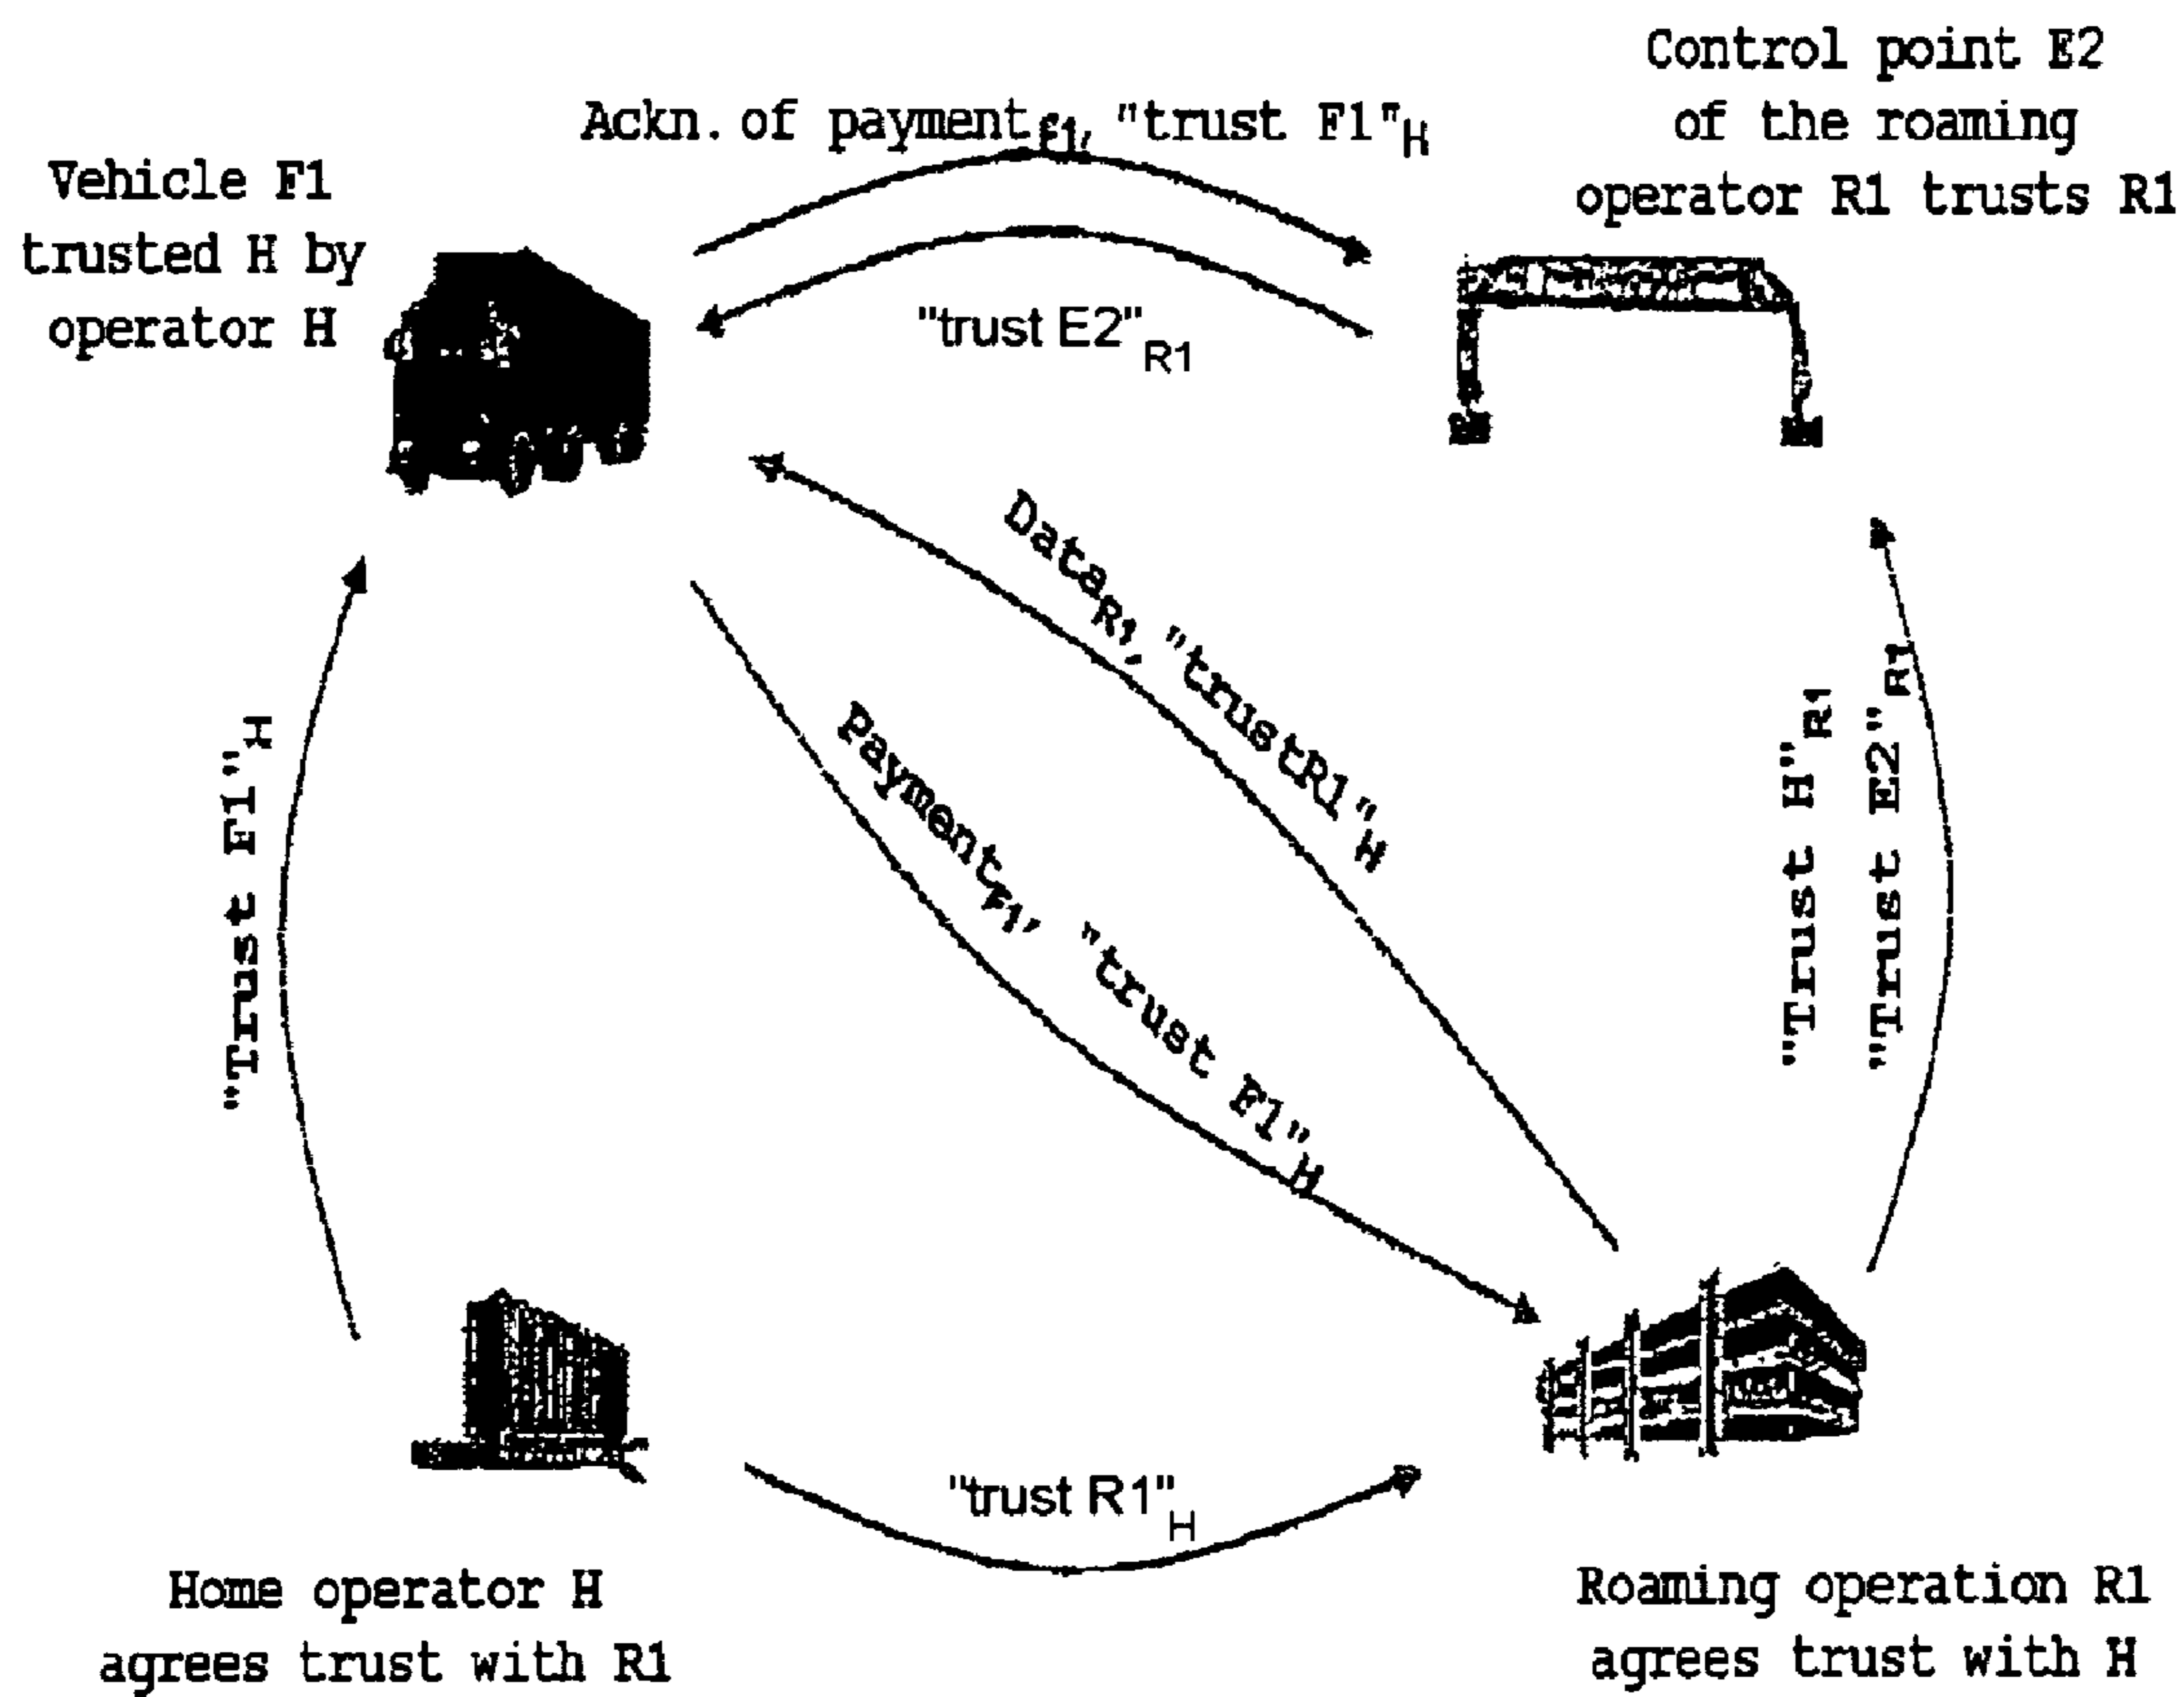 Control point E2
of the roaming
operator R1 trusts R1
Ackn. of payment F1, "trust F1" H
Vehicle F1
trusted H by
operator H
"trust E2" R1
Data R1, "trustR1" H
Payment F1, "trust F1" H
"Trust F1" H
"Trust H" R1
"Trust E2" R1
"trust R1" H
Home operator H
agrees trust with R1
Roaming operation R1
agrees trust with H